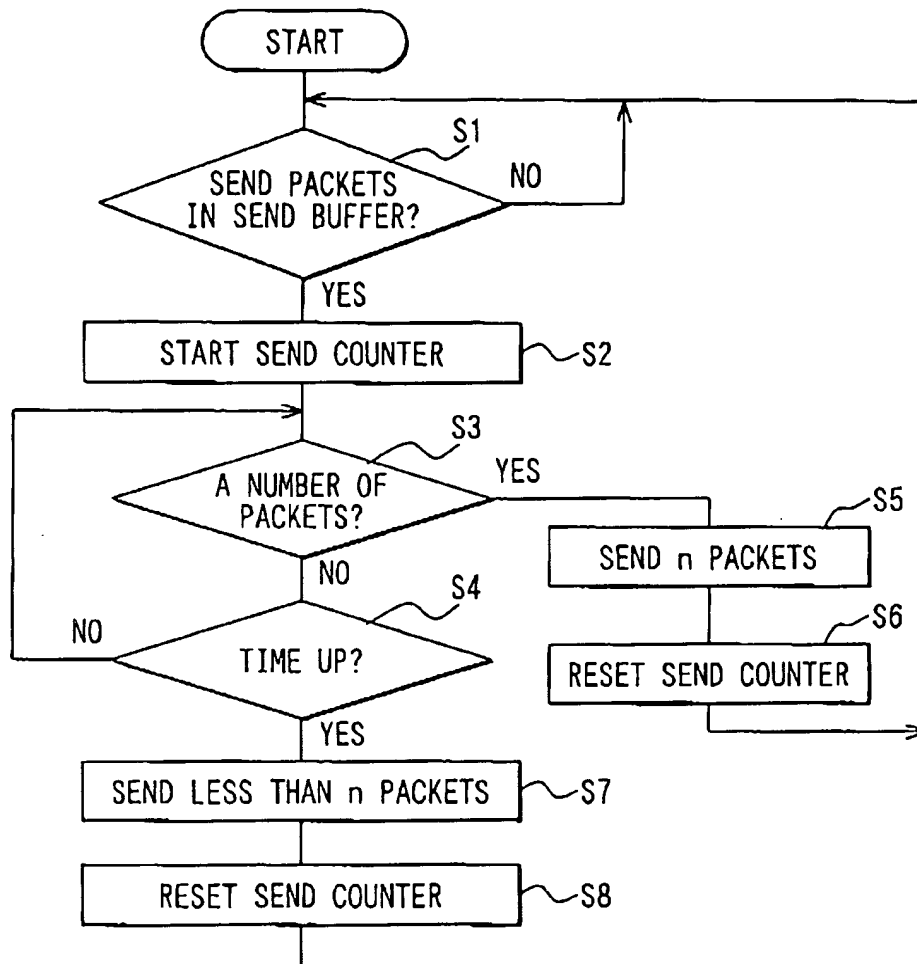 START
S1
SEND PACKETS
IN SEND BUFFER?
NO
YES
START SEND COUNTER
S2
S3
A NUMBER OF
PACKETS?
YES
NO
S5
SEND n PACKETS
S4
TIME UP?
NO
YES
S6
RESET SEND COUNTER
SEND LESS THAN n PACKETS
S7
RESET SEND COUNTER
S8